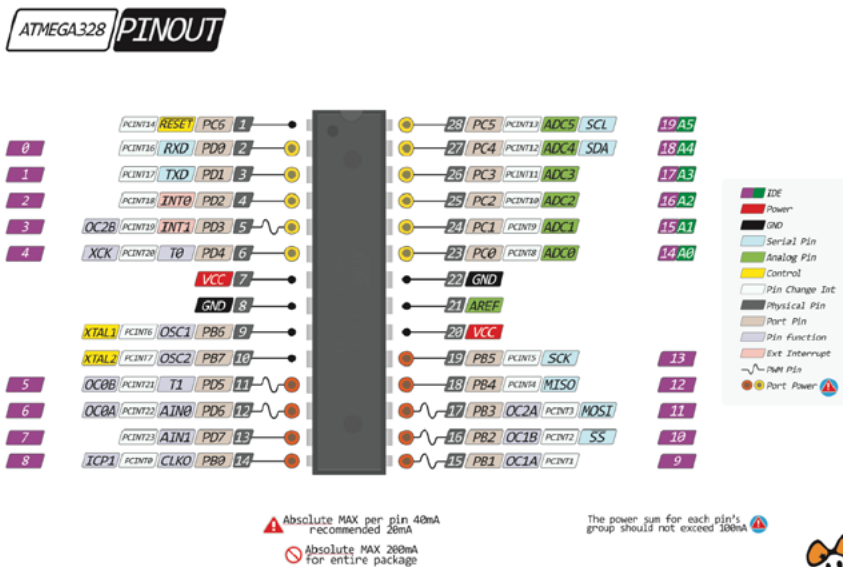 ATMEGA328 PINOUT
PCINT14 RESET PC6 1
0 PCINT16 RXD PD0 2
1 PCINT17 TXD PD1 3
2 PCINT18 INT0 PD2 4
3 OC2B PCINT19 INT1 PD3 5
4 XCK PCINT20 T0 PD4 6
VCC 7
GND 8
XTAL1 PCINT6 OSC1 PB6 9
XTAL2 PCINT7 OSC2 PB7 10
5 OC0B PCINT21 T1 PD5 11
6 OC0A PCINT22 AIN0 PD6 12
7 PCINT23 AIN1 PD7 13
8 ICP1 PCINT0 CLKO PB0 14
28 PC5 PCINT13 ADC5 SCL 19 A5
27 PC4 PCINT12 ADC4 SDA 18 A4
26 PC3 PCINT11 ADC3 17 A3
25 PC2 PCINT10 ADC2 16 A2
24 PC1 PCINT9 ADC1 15 A1
23 PC0 PCINT8 ADC0 14 A0
22 GND
21 AREF
20 VCC
19 PB5 PCINT5 SCK 13
18 PB4 PCINT4 MISO 12
17 PB3 OC2A PCINT3 MOSI 11
16 PB2 OC1B PCINT2 SS 10
15 PB1 OC1A PCINT1 9
IDE
Power
GND
Serial Pin
Analog Pin
Control
Pin Change Int
Physical Pin
Port Pin
Pin function
Ext Interrupt
PWM Pin
Port Power
Absolute MAX per pin 40mA
recommended 20mA
Absolute MAX 200mA
for entire package
The power sum for each pin's
group should not exceed 100mA